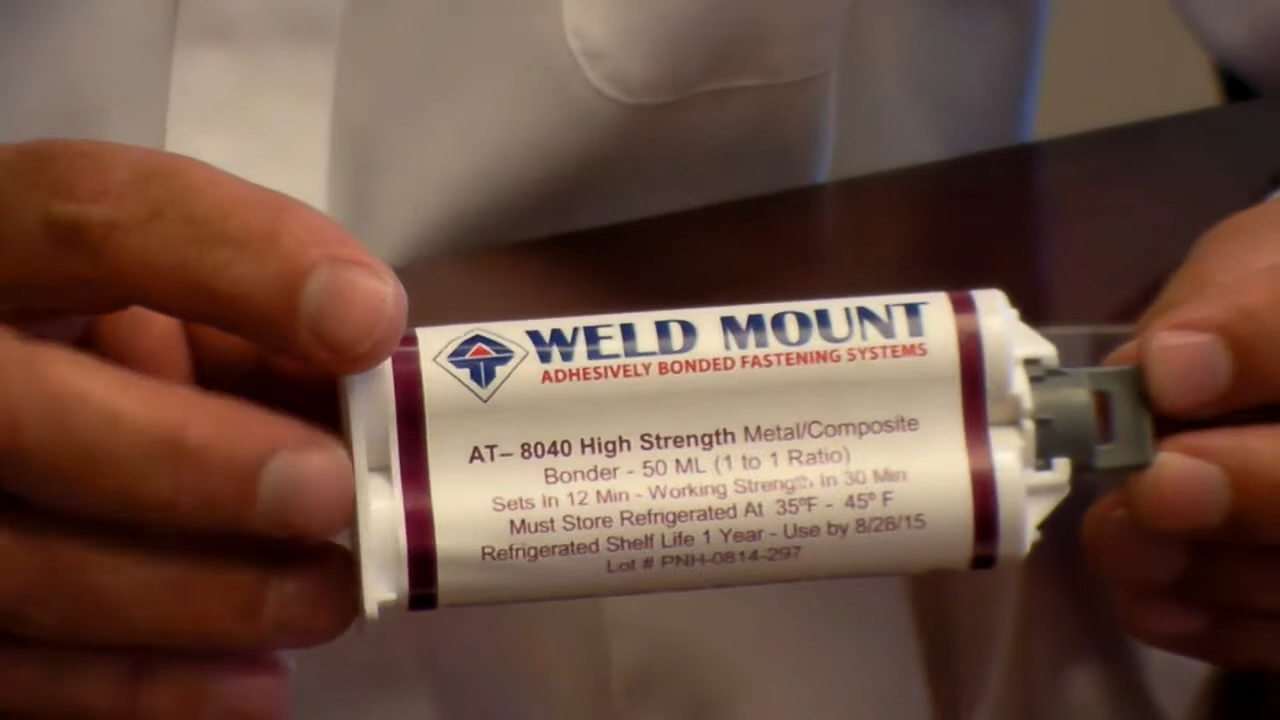 WELD MOUNT
ADHESIVELY BONDED FASTENING SYSTEMS
AT– 8040 High Strength Metal/Composite
Bonder - 50 ML (1 to 1 Ratio)
Sets In 12 Min - Working Strength In 30 Min
Must Store Refrigerated At 35°F - 45° F
Refrigerated Shelf Life 1 Year - Use by 8/28/15
Lot # PNH-0814-297